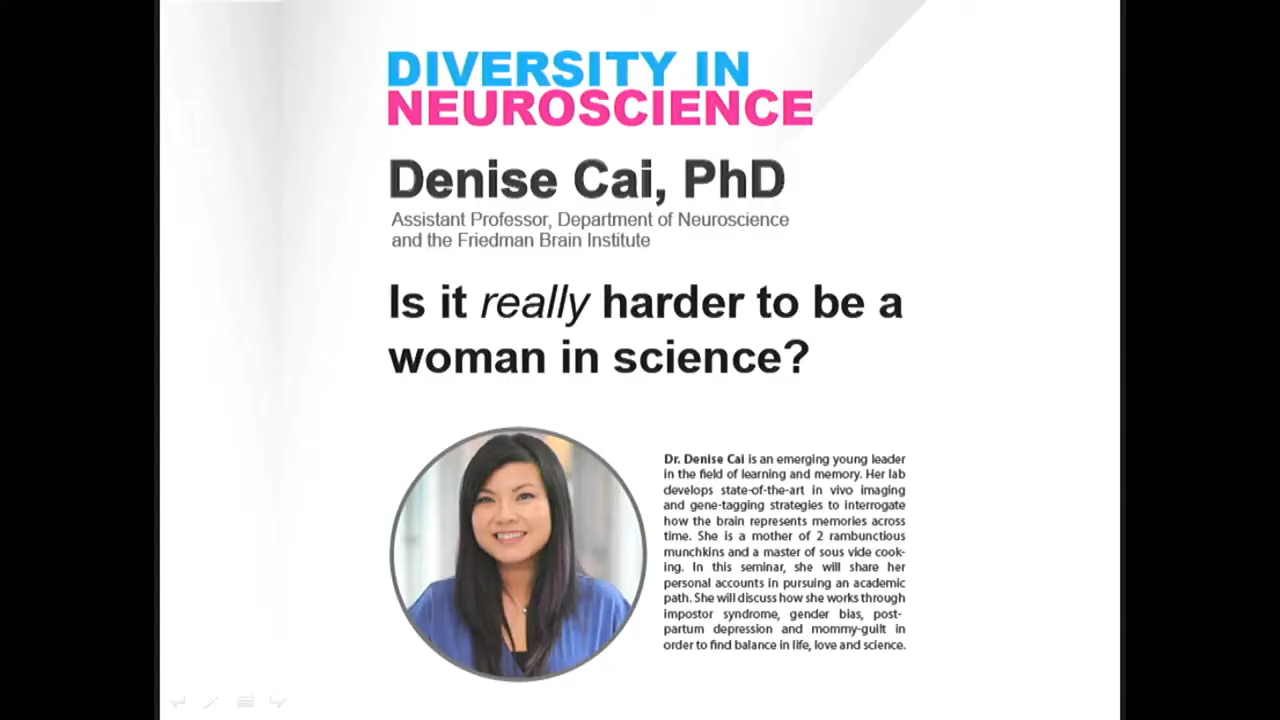 DIVERSITY IN
NEUROSCIENCE
Denise Cai, PhD
Assistant Professor, Department of Neuroscience
and the Friedman Brain Institute
Is it really harder to be a
woman in science?
Dr. Denise Cai is an emerging young leader
in the field of learning and memory. Her lab
develops state-of-the-art in vivo imaging
and gene-tagging strategies to interrogate
how the brain represents memories across
time. She is a mother of 2 rambunctious
munchkins and a master of sous vide cook-
ing. In this seminar, she will share her
personal accounts in pursuing an academic
path. She will discuss how she works through
impostor syndrome, gender bias, post-
partum depression and mommy-guilt in
order to find balance in life, love and science.